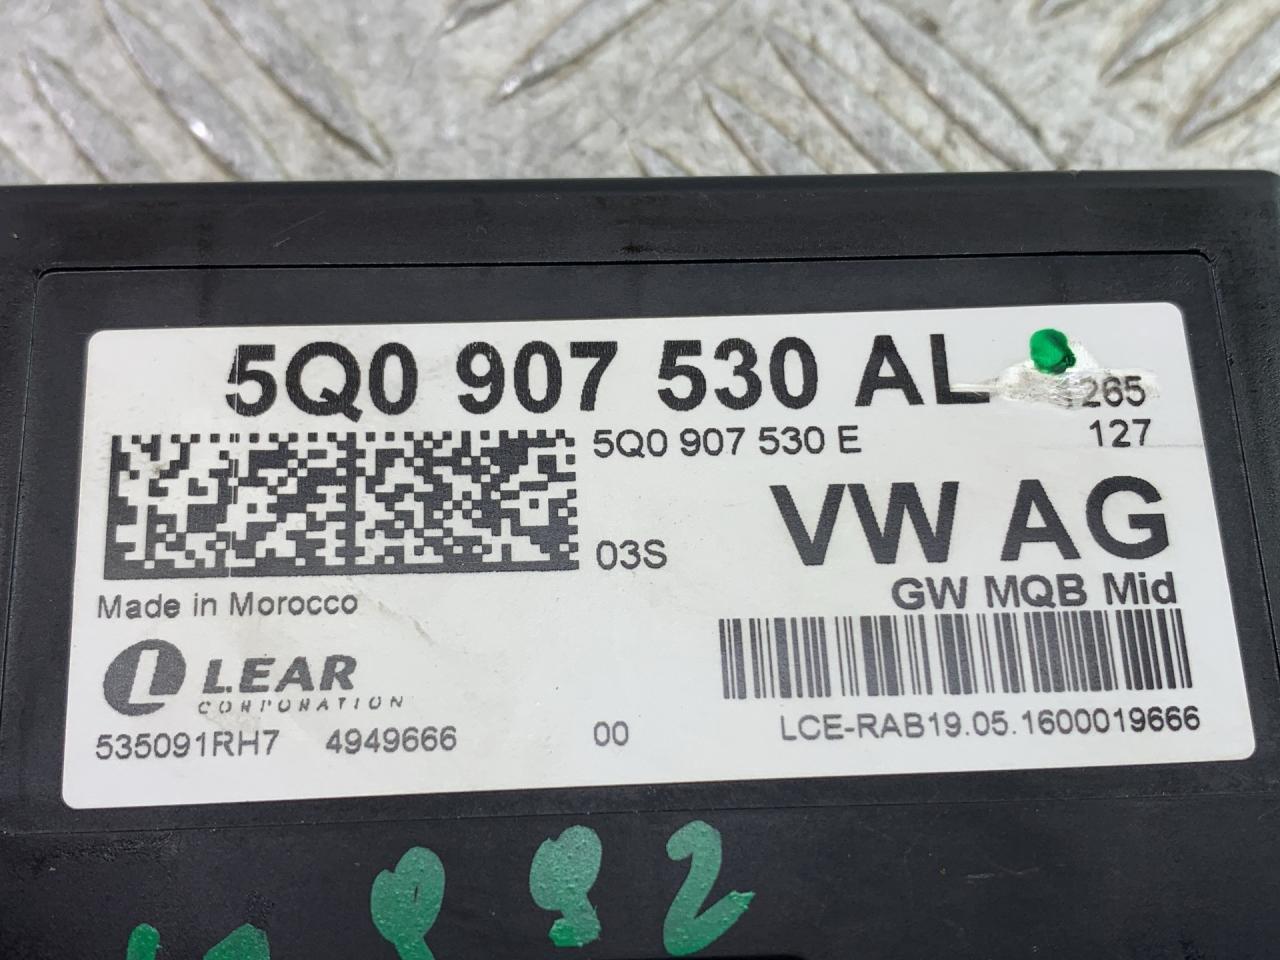 5Q0 907 530 AL
265
5Q0 907 530 E
127
VW AG
03S
GW MQB Mid
Made in Morocco
L LEAR
CORPORATION
535091RH7 4949666 00 LCE-RAB19.05.1600019666